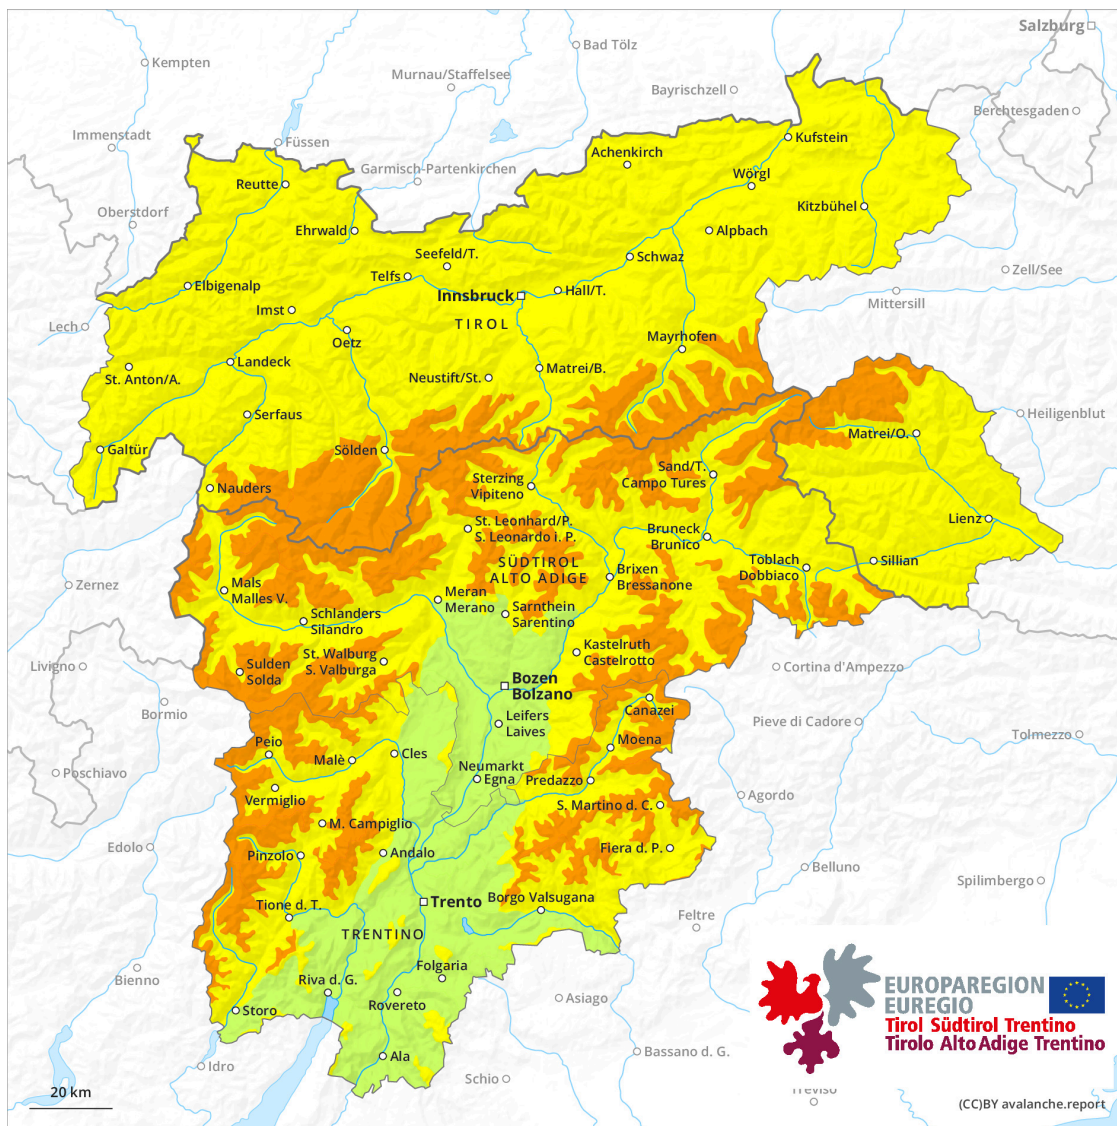 Salzburg
Bad Tölz
Kempten
Murnau/Staffelsee
Bayrischzell
Berchtesgaden
Immenstadt
Füssen
Kufstein
Achenkirch
Garmisch-Partenkirchen
Wörgl
Reutte
Kitzbühel
Oberstdorf
Ehrwald
Alpbach
Seefeld/T.
Schwaz
Zell/See
Telfs
Elbigenalp
Innsbruck
Hall/T.
Mittersill
Imst
TIROL
Lech
Oetz
Mayrhofen
Landeck
Matrei/B.
St. Anton/A.
Neustift/St.
Serfaus
Heiligenblut
Matrei/O.
Galtür
Sölden
Sand/T.
Campo Tures
Sterzing
Vipiteno
Nauders
Lienz
St. Leonhard/P.
S. Leonardo i. P.
Bruneck
Brunico
SÜDTIROL
ALTO ADIGE
Toblach
Dobbiaco
Sillian
Brixen
Bressanone
Zernez
Mals
Malles V.
Meran
Merano
Sarnthein
Sarentino
Schlanders
Silandro
Kastelruth
Castelrotto
St. Walburg
S. Valburga
Livigno
Sulden
Solda
Cortina d'Ampezzo
Bozen
Bolzano
Bormio
Canazei
Leifers
Laives
Pieve di Cadore
Tolmezzo
Peio
Moena
Cles
Malè
Poschiavo
Neumarkt
Egna
Predazzo
Vermiglio
Agordo
S. Martino d. C.
M. Campiglio
Edolo
Fiera d. P.
Pinzolo
Andalo
Belluno
Spilimbergo
Borgo Valsugana
Trento
Tione d. T.
Feltre
TRENTINO
Folgaria
Bienno
Riva d. G.
Asiago
Rovereto
Storo
EUROPAREGION
EUREGIO
Tirol Südtirol Trentino
Tirolo Alto Adige Trentino
Bassano d. G.
Ala
Idro
Schio
Treviso
20 km
(CC)BY avalanche.report